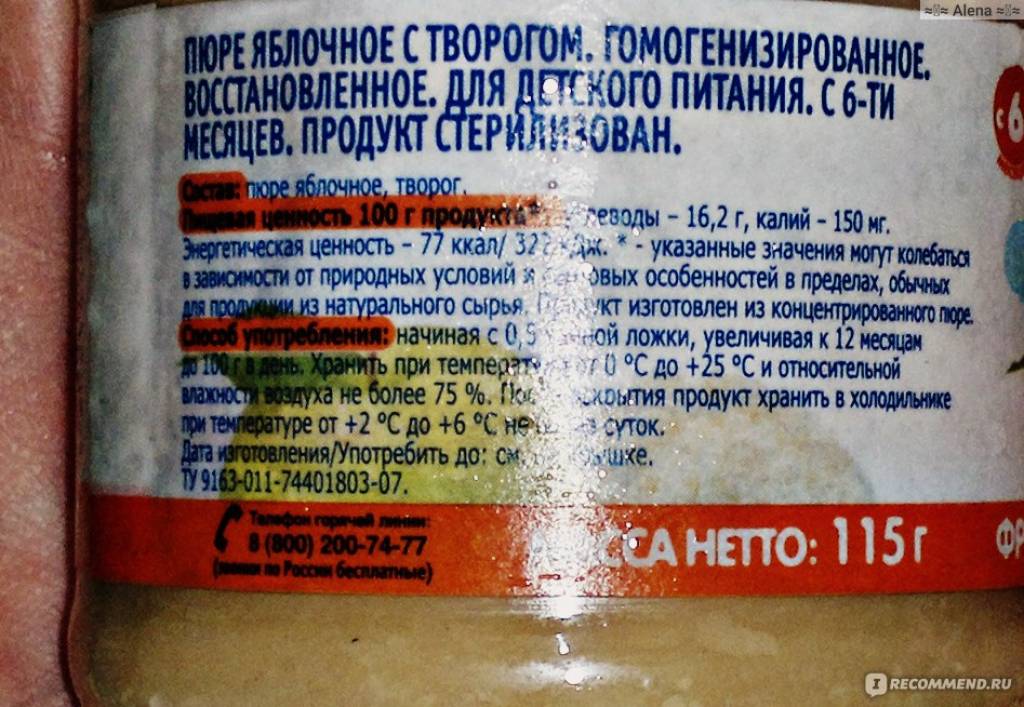 ≈ Alena ≈
ПЮРЕ ЯБЛОЧНОЕ С ТВОРОГОМ. ГОМОГЕНИЗИРОВАННОЕ.
ВОССТАНОВЛЕННОЕ. ДЛЯ ДЕТСКОГО ПИТАНИЯ. С 6-ТИ
МЕСЯЦЕВ. ПРОДУКТ СТЕРИЛИЗОВАН.
с 6
Состав: пюре яблочное, творог.
Пищевая ценность 100 г продукта* – 16,2 г, калий – 150 мг.
Энергетическая ценность – 77 ккал/ кДж. * - указанные значения могут колебаться
в зависимости от природных условий и особенностей в пределах, обычных
для продукции из натурального сырья. Продукт изготовлен из концентрированного пюре.
Способ употребления: начиная с 0,5 чайной ложки, увеличивая к 12 месяцам
до 100 г в день. Хранить при температуре от 0 °C до +25 °C и относительной
влажности воздуха не более 75 %. После вскрытия продукт хранить в холодильнике
при температуре от +2 °C до +6 °C не суток.
Дата изготовления/Употребить до: см. на крышке.
ТУ 9163-011-74401803-07.
Телефон горячей линии:
8 (800) 200-74-77
(звонки по России бесплатные)
МАССА НЕТТО: 115 г
ФР
RECOMMEND.RU